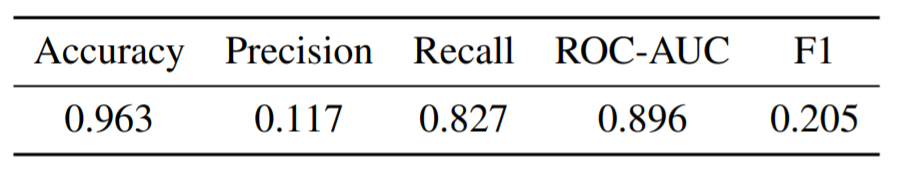 Accuracy Precision Recall ROC-AUC F1
0.963 0.117 0.827 0.896 0.205